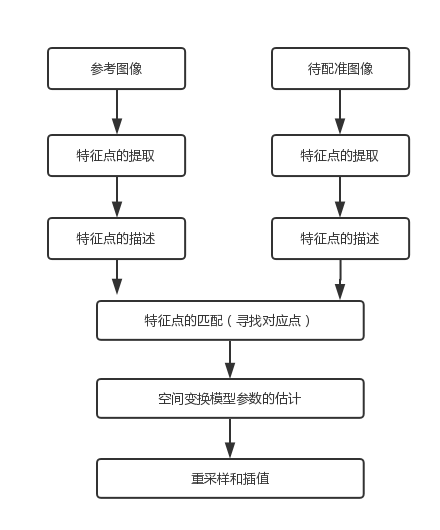 参考图像
待配准图像
特征点的提取
特征点的提取
特征点的描述
特征点的描述
特征点的匹配（寻找对应点）
空间变换模型参数的估计
重采样和插值